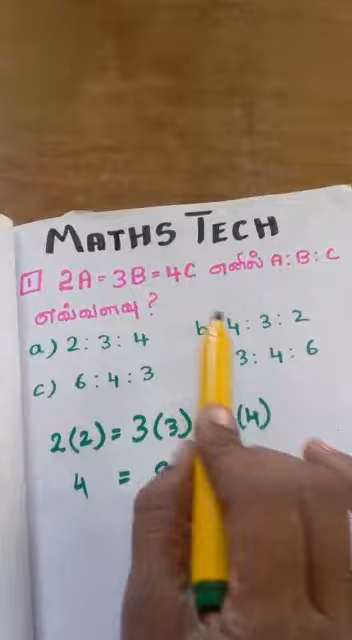 MATHS TECH
1 2A = 3B = 4C எனில் A : B : C
எவ்வளவு ?
a) 2 : 3 : 4 b 4 : 3 : 2
c) 6 : 4 : 3 3 : 4 : 6
2(2) = 3(3) (4)
4 =